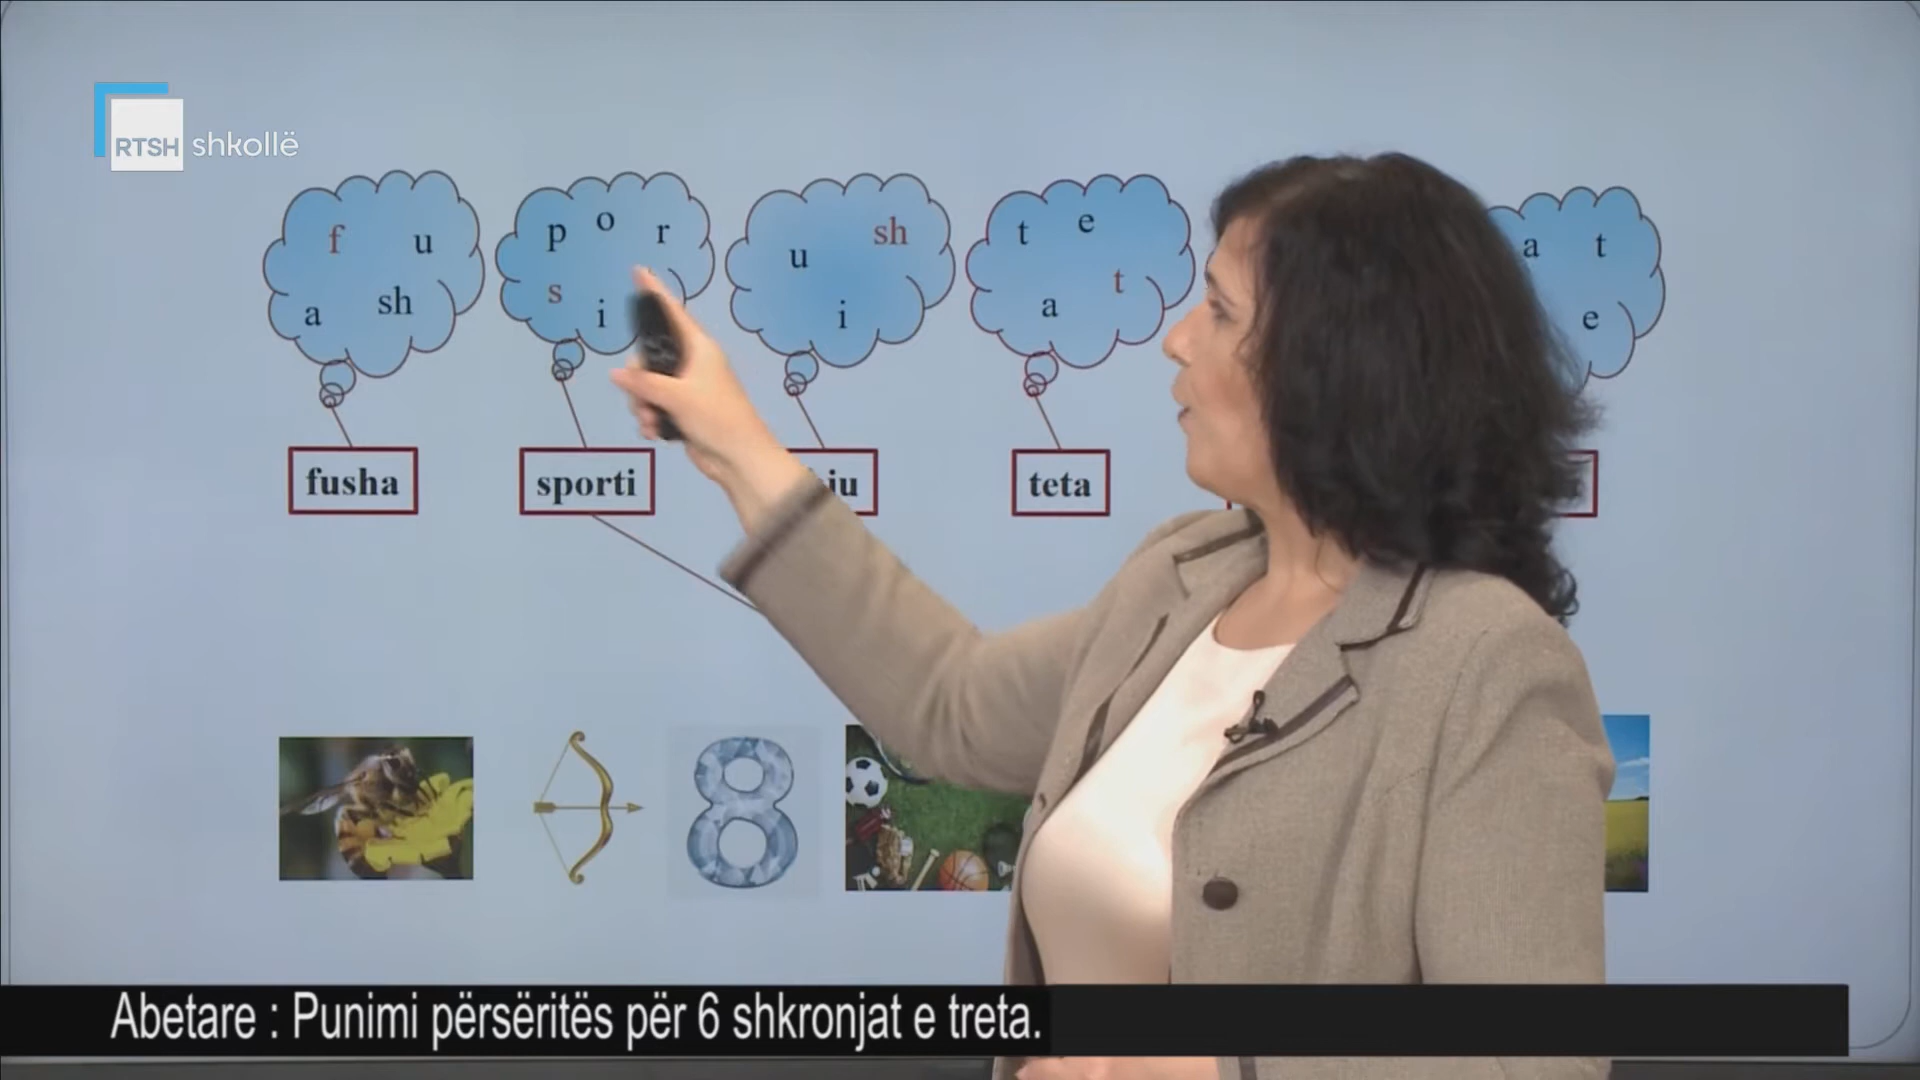 RTSH shkollë
f u
a sh
p o r
s i
u sh
i
t e
a t
a t
e
fusha
sporti
teta
Abetare : Punimi përsëritës për 6 shkronjat e treta.